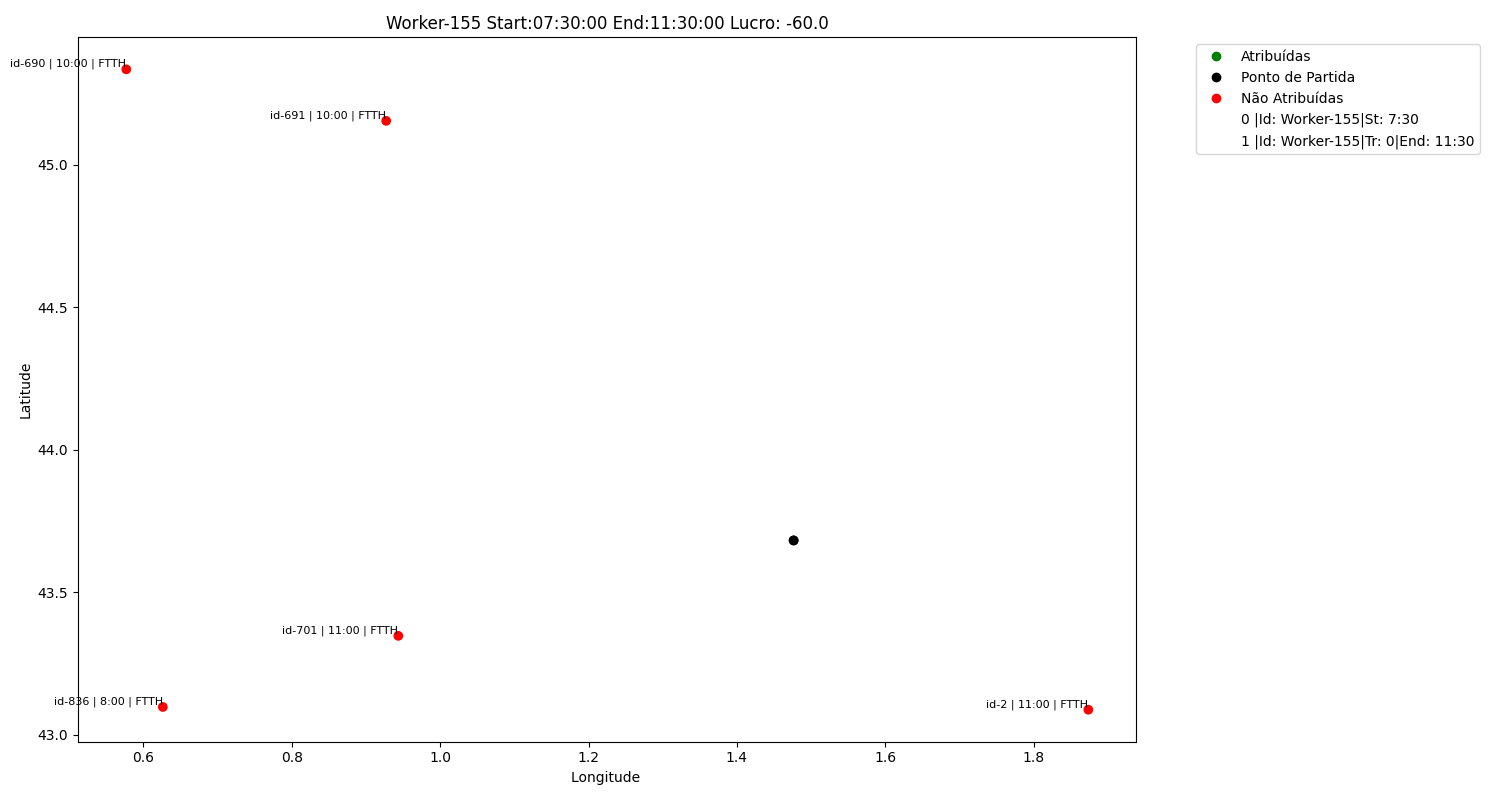 Worker-155 Start:07:30:00 End:11:30:00 Lucro: -60.0
id-690 | 10:00 | FTTH
id-691 | 10:00 | FTTH
id-701 | 11:00 | FTTH
id-836 | 8:00 | FTTH
id-2 | 11:00 | FTTH
45.0
44.5
44.0
43.5
43.0
Latitude
0.6
0.8
1.0
1.2
1.4
1.6
1.8
Longitude
Atribuídas
Ponto de Partida
Não Atribuídas
0 |Id: Worker-155|St: 7:30
1 |Id: Worker-155|Tr: 0|End: 11:30